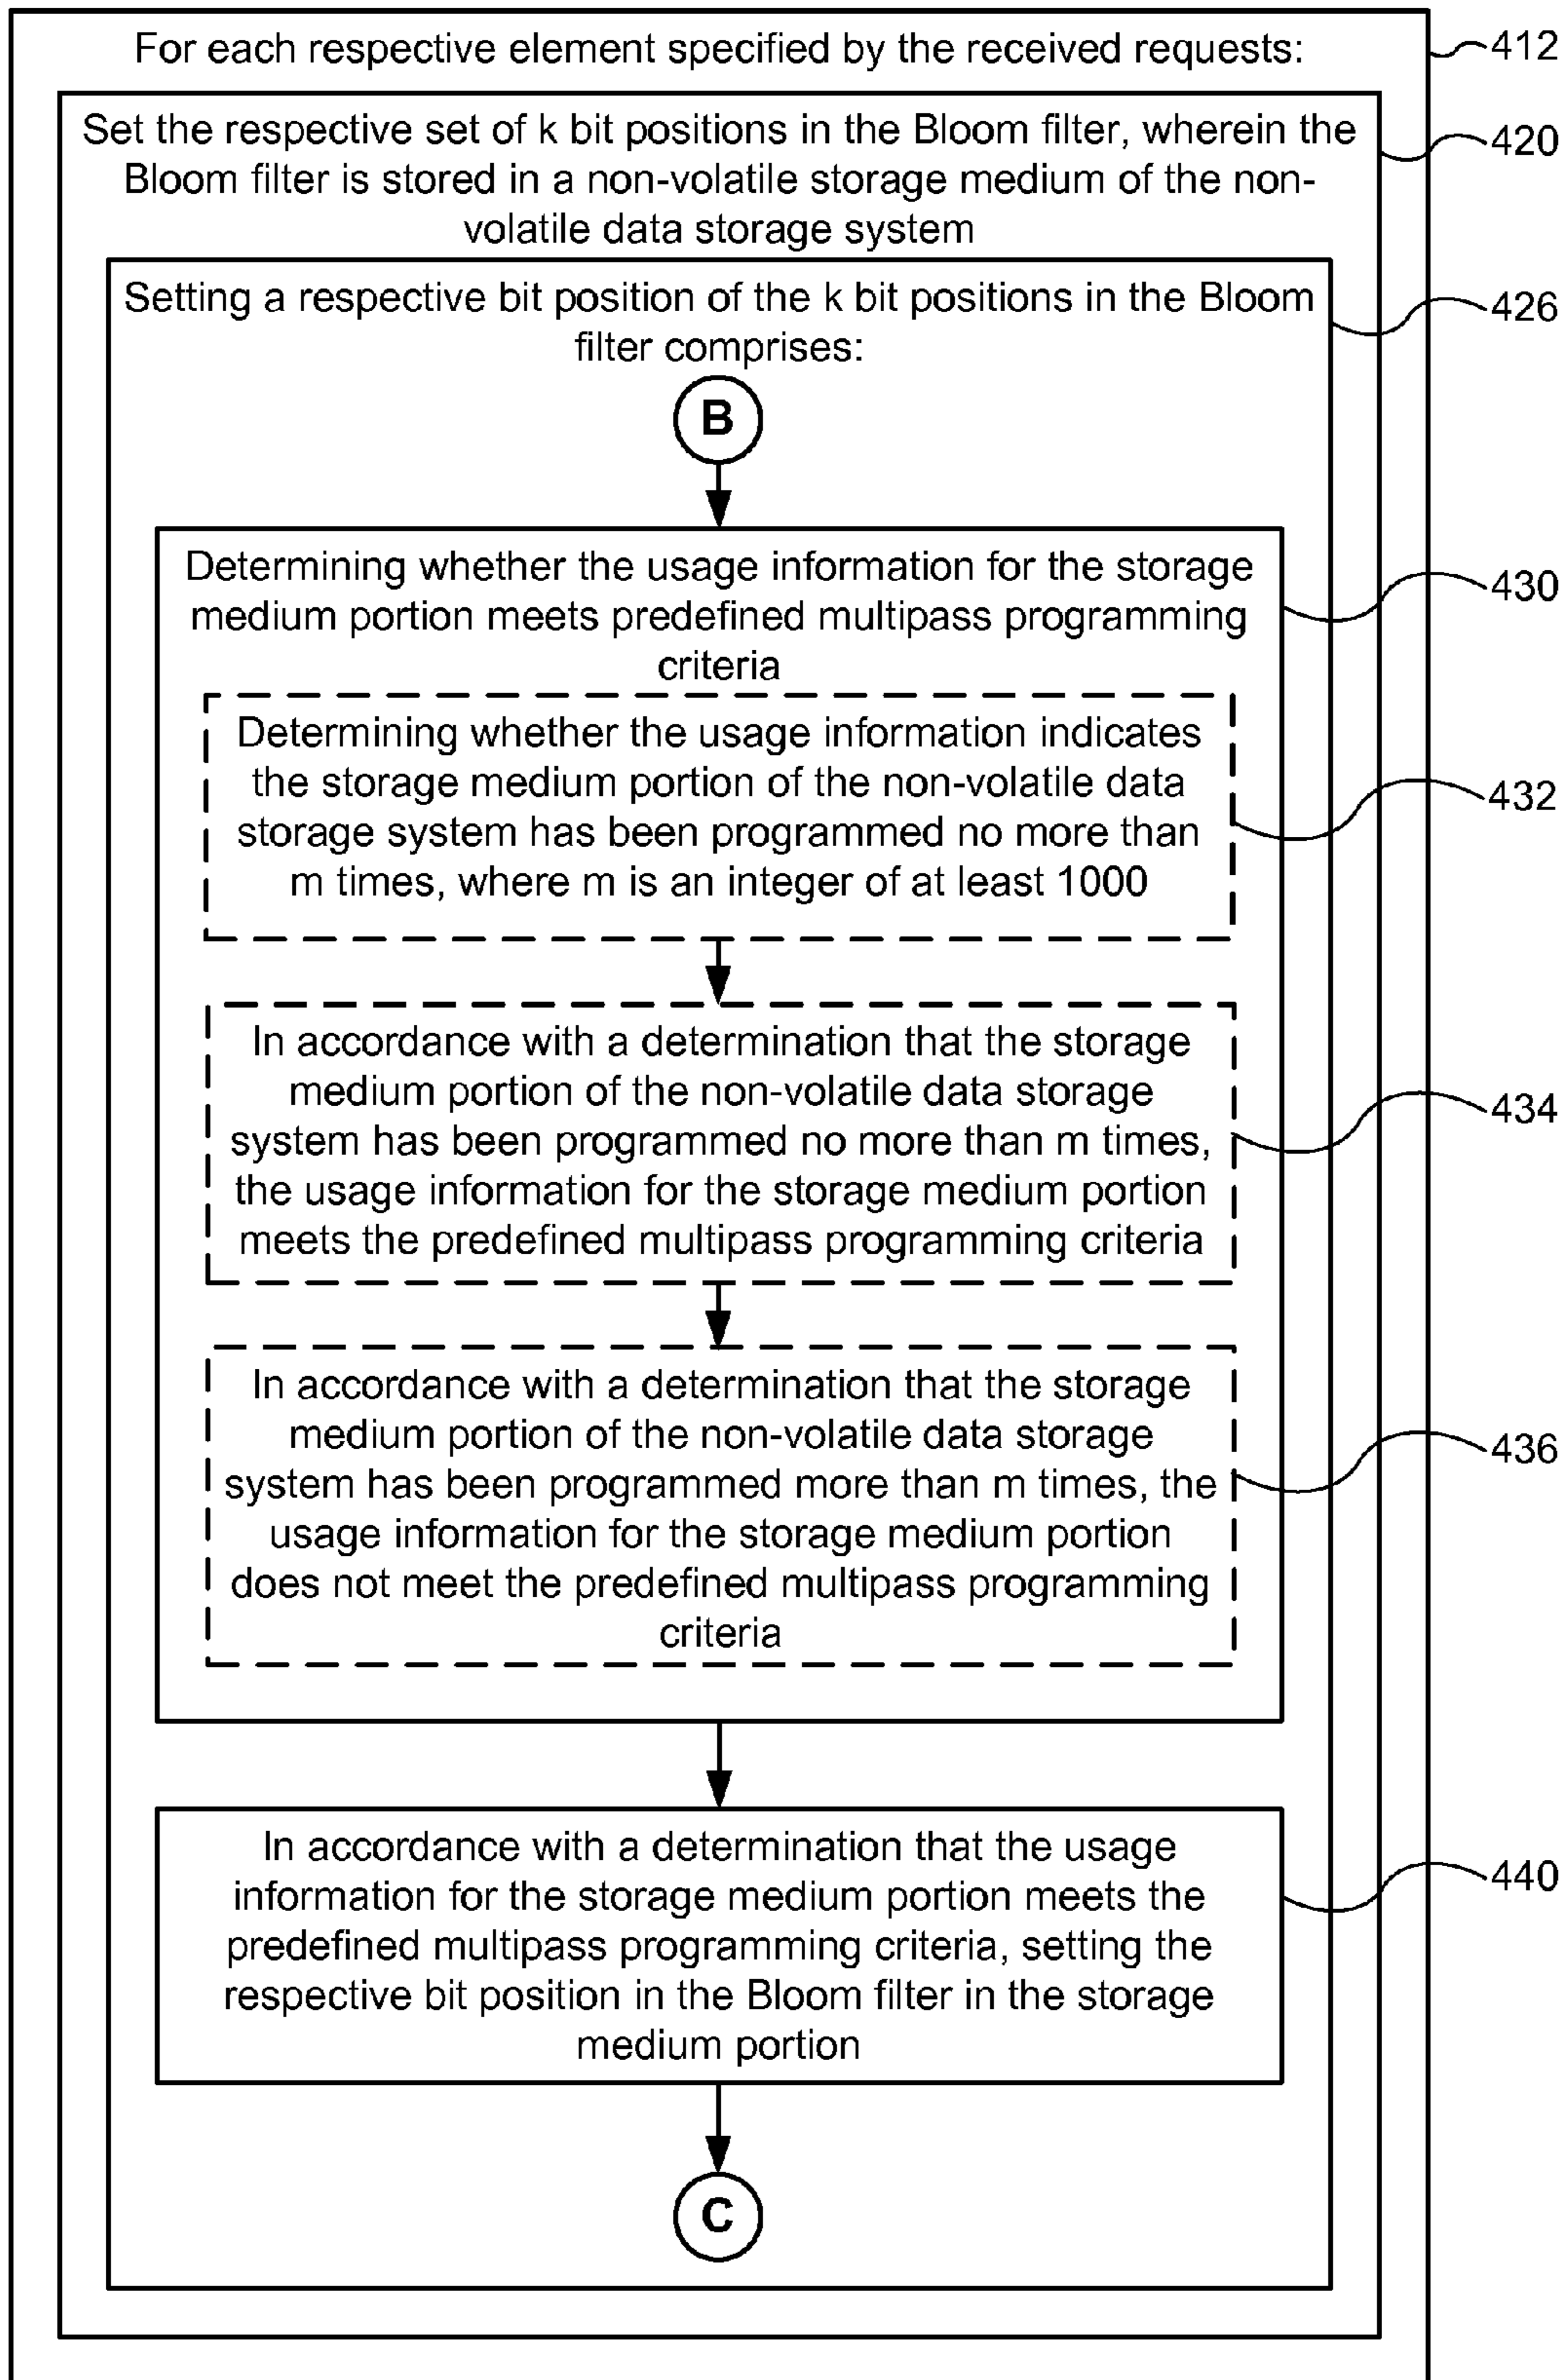 For each respective element specified by the received requests:
412
Set the respective set of k bit positions in the Bloom filter, wherein the
Bloom filter is stored in a non-volatile storage medium of the non-
volatile data storage system
420
Setting a respective bit position of the k bit positions in the Bloom
filter comprises:
426
B
Determining whether the usage information for the storage
medium portion meets predefined multipass programming
criteria
430
Determining whether the usage information indicates
the storage medium portion of the non-volatile data
storage system has been programmed no more than
m times, where m is an integer of at least 1000
432
In accordance with a determination that the storage
medium portion of the non-volatile data storage
system has been programmed no more than m times,
the usage information for the storage medium portion
meets the predefined multipass programming criteria
434
In accordance with a determination that the storage
medium portion of the non-volatile data storage
system has been programmed more than m times, the
usage information for the storage medium portion
does not meet the predefined multipass programming
criteria
436
In accordance with a determination that the usage
information for the storage medium portion meets the
predefined multipass programming criteria, setting the
respective bit position in the Bloom filter in the storage
medium portion
440
C